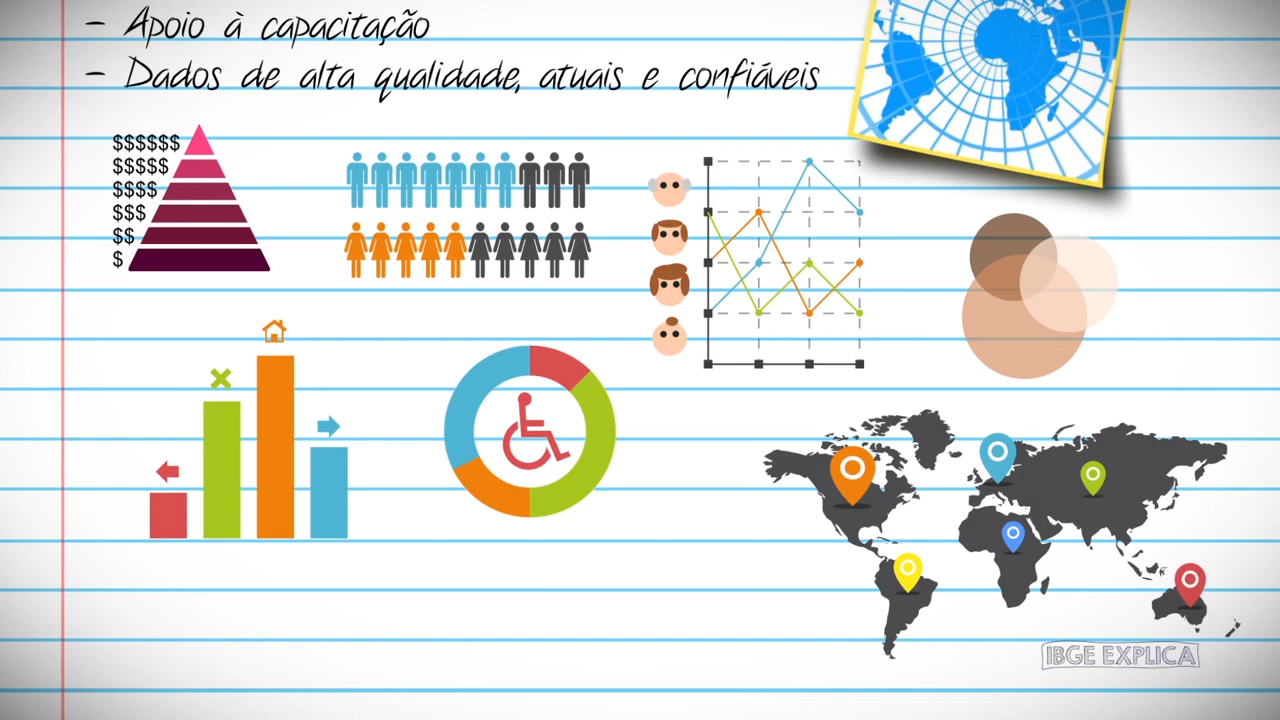 - Apoio à capacitação
- Dados de alta qualidade, atuais e confiáveis
$$$$$$
$$$$$
$$$$
$$$
$$
$
IBGE EXPLICA